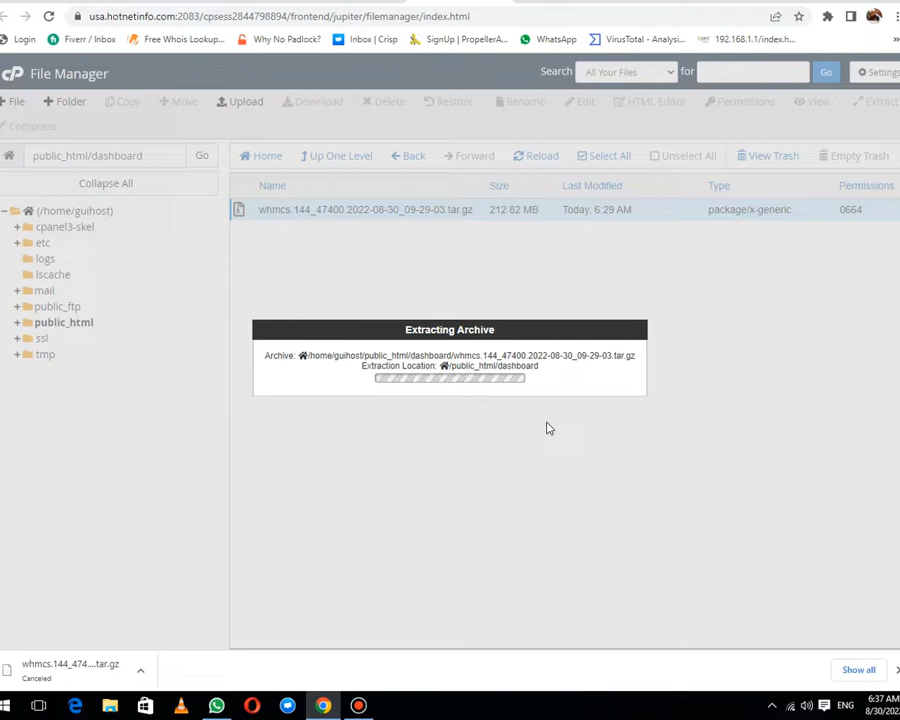 usa.hotnetinfo.com:2083/cpsess2844798894/frontend/jupiter/filemanager/index.html
Login Fiverr / Inbox Free Whois Lookup... Why No Padlock? Inbox | Crisp SignUp | PropellerA... WhatsApp VirusTotal - Analysi... 192.168.1.1/index.h... »
cP File Manager Search All Your Files for Go Settings
+ File + Folder Copy Move Upload Download Delete Restore Rename Edit HTML Editor Permissions View Extract
Compress
public_html/dashboard Go Home Up One Level Back Forward Reload Select All Unselect All View Trash Empty Trash
Collapse All
Name Size Last Modified Type Permissions
whmcs.144_47400.2022-08-30_09-29-03.tar.gz 212.82 MB Today, 6:29 AM package/x-generic 0664
(/home/guihost)
cpanel3-skel
etc
logs
lscache
mail
public_ftp
public_html
ssl
tmp
Extracting Archive
Archive: /home/guihost/public_html/dashboard/whmcs.144_47400.2022-08-30_09-29-03.tar.gz
Extraction Location: /public_html/dashboard
whmcs.144_474....tar.gz
Canceled
Show all
ENG
6:37 AM